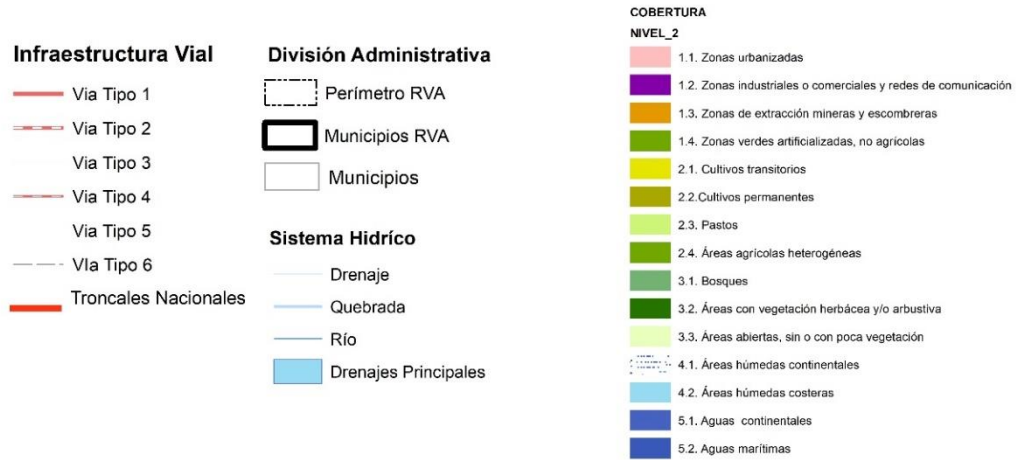 Infraestructura Vial
Via Tipo 1
Via Tipo 2
Via Tipo 3
Via Tipo 4
Via Tipo 5
VIa Tipo 6
Troncales Nacionales
División Administrativa
Perímetro RVA
Municipios RVA
Municipios
Sistema Hidríco
Drenaje
Quebrada
Río
Drenajes Principales
COBERTURA
NIVEL_2
1.1. Zonas urbanizadas
1.2. Zonas industriales o comerciales y redes de comunicación
1.3. Zonas de extracción mineras y escombreras
1.4. Zonas verdes artificializadas, no agrícolas
2.1. Cultivos transitorios
2.2.Cultivos permanentes
2.3. Pastos
2.4. Áreas agrícolas heterogéneas
3.1. Bosques
3.2. Áreas con vegetación herbácea y/o arbustiva
3.3. Áreas abiertas, sin o con poca vegetación
4.1. Áreas húmedas continentales
4.2. Áreas húmedas costeras
5.1. Aguas continentales
5.2. Aguas marítimas